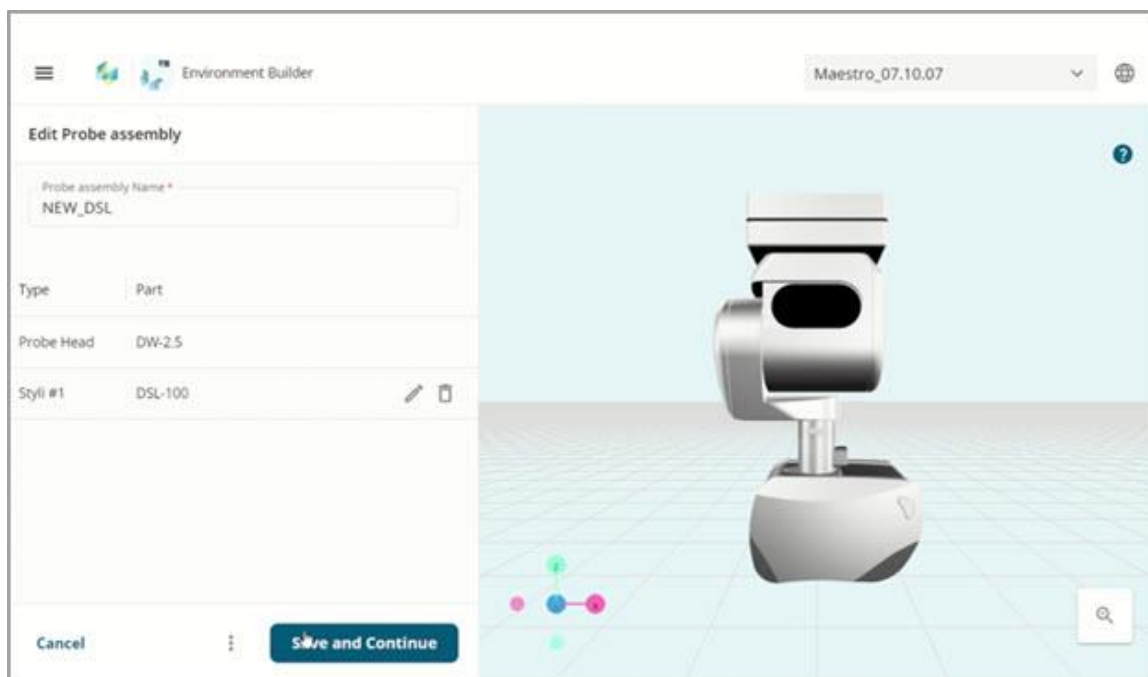 Environment Builder
Maestro_07.10.07
Edit Probe assembly
?
Probe assembly Name *
NEW_DSL
Type Part
Probe Head DW-2.5
Styli #1 DSL-100
Cancel
Save and Continue